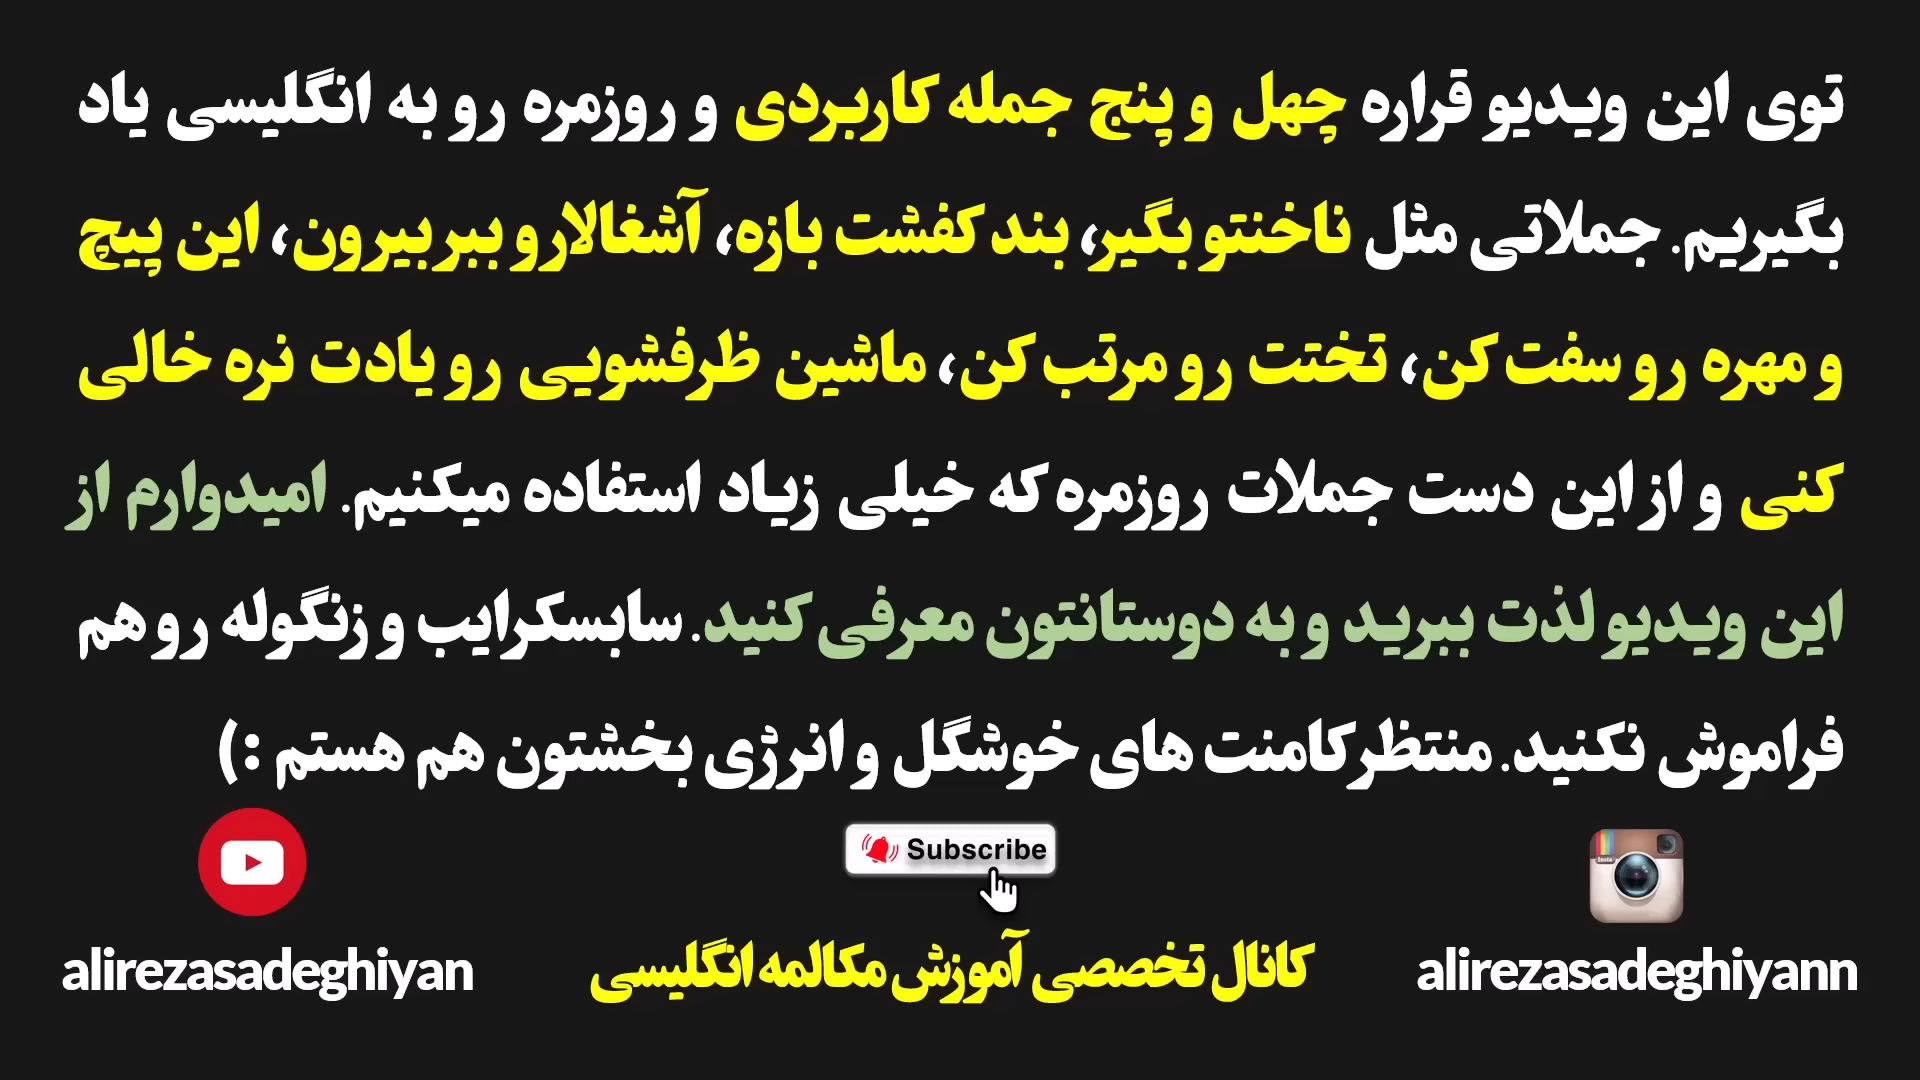 توی این ویدیو قراره چهل و پنج جمله کاربردی و روزمره رو به انگلیسی یاد
بگیریم. جملاتی مثل ناخنتو بگیر، بند کفشت بازه، آشغالارو ببر بیرون، این پیچ
و مهره رو سفت کن، تختت رو مرتب کن، ماشین ظرفشویی رو یادت نره خالی
کنی و از این دست جملات روزمره که خیلی زیاد استفاده میکنیم. امیدوارم از
این ویدیو لذت ببرید و به دوستانتون معرفی کنید. سابسکرایب و زنگوله رو هم
فراموش نکنید. منتظر کامنت های خوشگل و انرژی بخشتون هم هستم :)
Subscribe
Insta
alirezasadeghiyann
کانال تخصصی آموزش مکالمه انگلیسی
alirezasadeghiyan